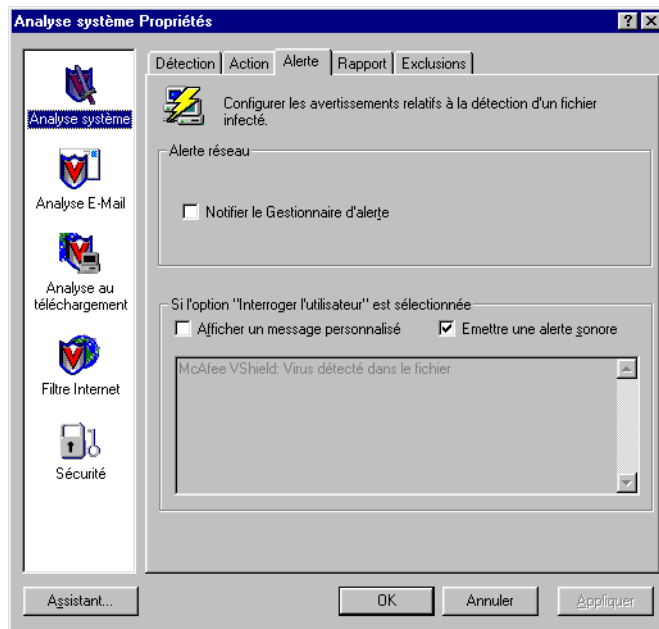 Analyse système Propriétés
Analyse système
Analyse E-Mail
Analyse au
téléchargement
Filtre Internet
Sécurité
Détection
Action
Alerte
Rapport
Exclusions
Configurer les avertissements relatifs à la détection d'un fichier
infecté.
Alerte réseau
Notifier le Gestionnaire d'alerte
Si l'option "Interroger l'utilisateur" est sélectionnée
Afficher un message personnalisé
Emettre une alerte sonore
McAfee VShield: Virus détecté dans le fichier
Assistant...
OK
Annuler
Appliquer